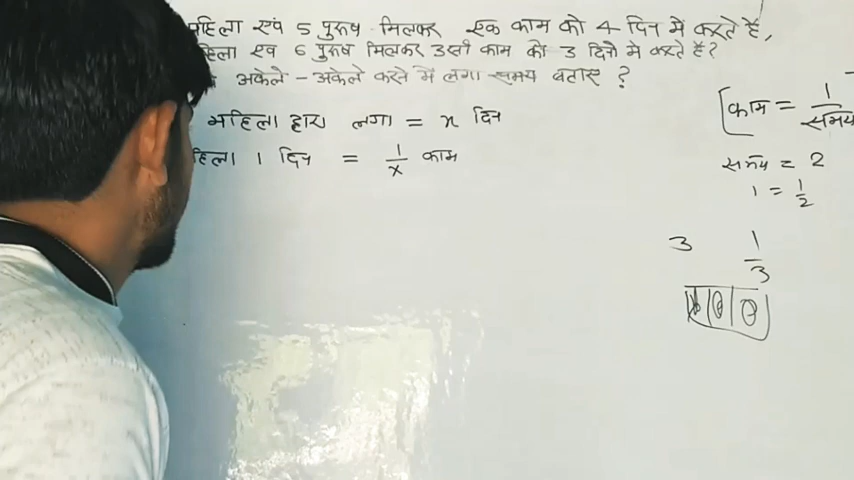 महिला एवं 5 पुरुष मिलकर एक काम को 4 दिन में करते हैं,
हिला एवं 6 पुरुष मिलकर उसी काम को 3 दिनो में करते हैं?
अकेले - अकेले करने में लगा समय बताए ?
महिला द्वारा लगा = x दिन
हिला 1 दिन = 1/x काम
काम = 1/समय
समय = 2
1 = 1/2
3 1/3